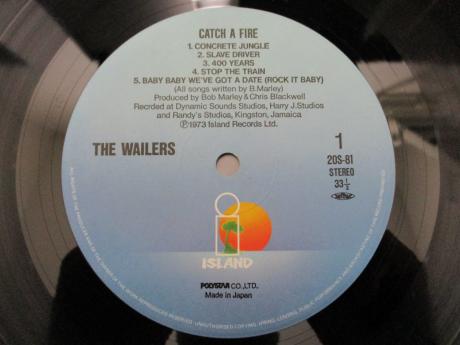 CATCH A FIRE
1. CONCRETE JUNGLE
2. SLAVE DRIVER
3. 400 YEARS
4. STOP THE TRAIN
5. BABY BABY WE'VE GOT A DATE (ROCK IT BABY)
(All songs written by B.Marley)
Produced by Bob Marley & Chris Blackwell
Recrded at Dynamic Sounds Studios, Harry J.Studios
and Randy's Studios, Kingston, Jamaica
Ⓟ1973 Island Records Ltd.
THE WAILERS
1
20S-81
STEREO
33 1/3
ISLAND
POLYSTAR CO.,LTD.
Made in Japan